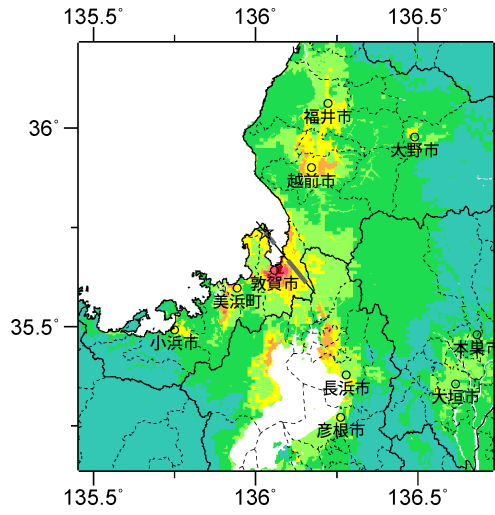 135.5°
136°
136.5°
36°
福井市
大野市
越前市
敦賀市
美浜町
35.5°
小浜市
本巣市
長浜市
大垣市
彦根市
135.5°
136°
136.5°